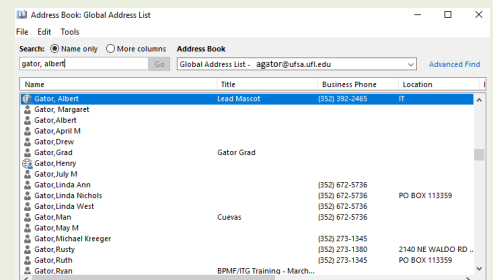 Address Book: Global Address List
File Edit Tools
Search: Name only More columns Address Book
gator, albert Go Global Address List - agator@ufsa.ufl.edu Advanced Find
Name Title Business Phone Location
Gator, Albert Lead Mascot (352) 392-2465 IT
Gator, Margaret
Gator,Albert
Gator,April M
Gator,Drew
Gator,Grad Gator Grad
Gator,Henry
Gator,July M
Gator,Linda Ann (352) 672-5736
Gator,Linda Nichols (352) 672-5736 PO BOX 113359
Gator,Linda West (352) 672-5736
Gator,Man Cuevas (352) 672-5736
Gator,May M
Gator,Michael Kreeger (352) 273-1345
Gator,Rusty (352) 273-1380 2140 NE WALDO RD ..
Gator,Ruth (352) 273-1345 PO BOX 113359
Gator,Ryan BPMF/ITG Training - March...